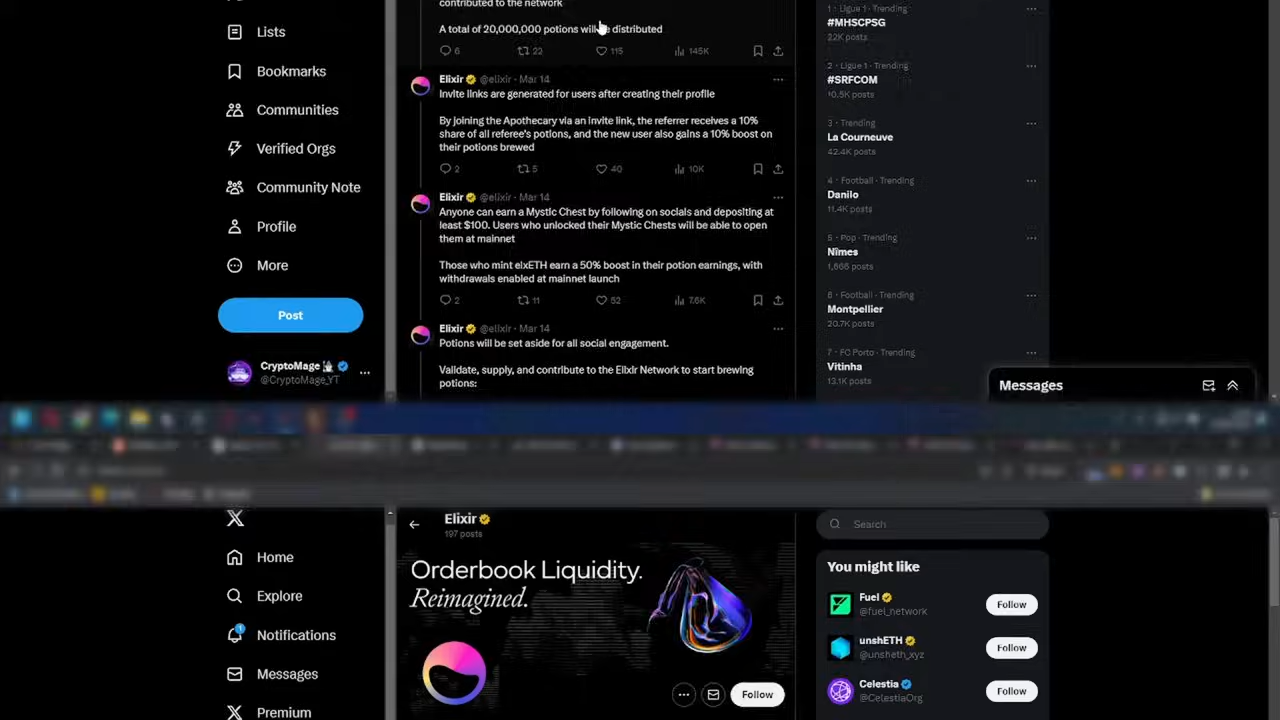 Lists
Bookmarks
Communities
Verified Orgs
Community Note
Profile
More
Post
CryptoMage
@CryptoMage_YT
contributed to the network
A total of 20,000,000 potions will be distributed
6 22 115 145K
Elixir @elixir · Mar 14
Invite links are generated for users after creating their profile
By joining the Apothecary via an invite link, the referrer receives a 10%
share of all referee's potions, and the new user also gains a 10% boost on
their potions brewed
2 5 40 10K
Elixir @elixir · Mar 14
Anyone can earn a Mystic Chest by following on socials and depositing at
least $100. Users who unlocked their Mystic Chests will be able to open
them at mainnet
Those who mint elxETH earn a 50% boost in their potion earnings, with
withdrawals enabled at mainnet launch
2 11 52 7.6K
Elixir @elixir · Mar 14
Potions will be set aside for all social engagement.
Validate, supply, and contribute to the Elixir Network to start brewing
potions:
1 · Ligue 1 · Trending
#MHSCPSG
22K posts
2 · Ligue 1 · Trending
#SRFCOM
10.5K posts
3 · Trending
La Courneuve
42.4K posts
4 · Football · Trending
Danilo
11.4K posts
5 · Pop · Trending
Nîmes
1,666 posts
6 · Football · Trending
Montpellier
20.7K posts
7 · FC Porto · Trending
Vitinha
13.1K posts
Messages
X
Home
Explore
Notifications
Messages
Premium
Elixir
197 posts
Orderbook Liquidity.
Reimagined.
Follow
Search
You might like
Fuel
@fuel_network
Follow
unshETH
@unsheth_xyz
Follow
Celestia
@CelestiaOrg
Follow